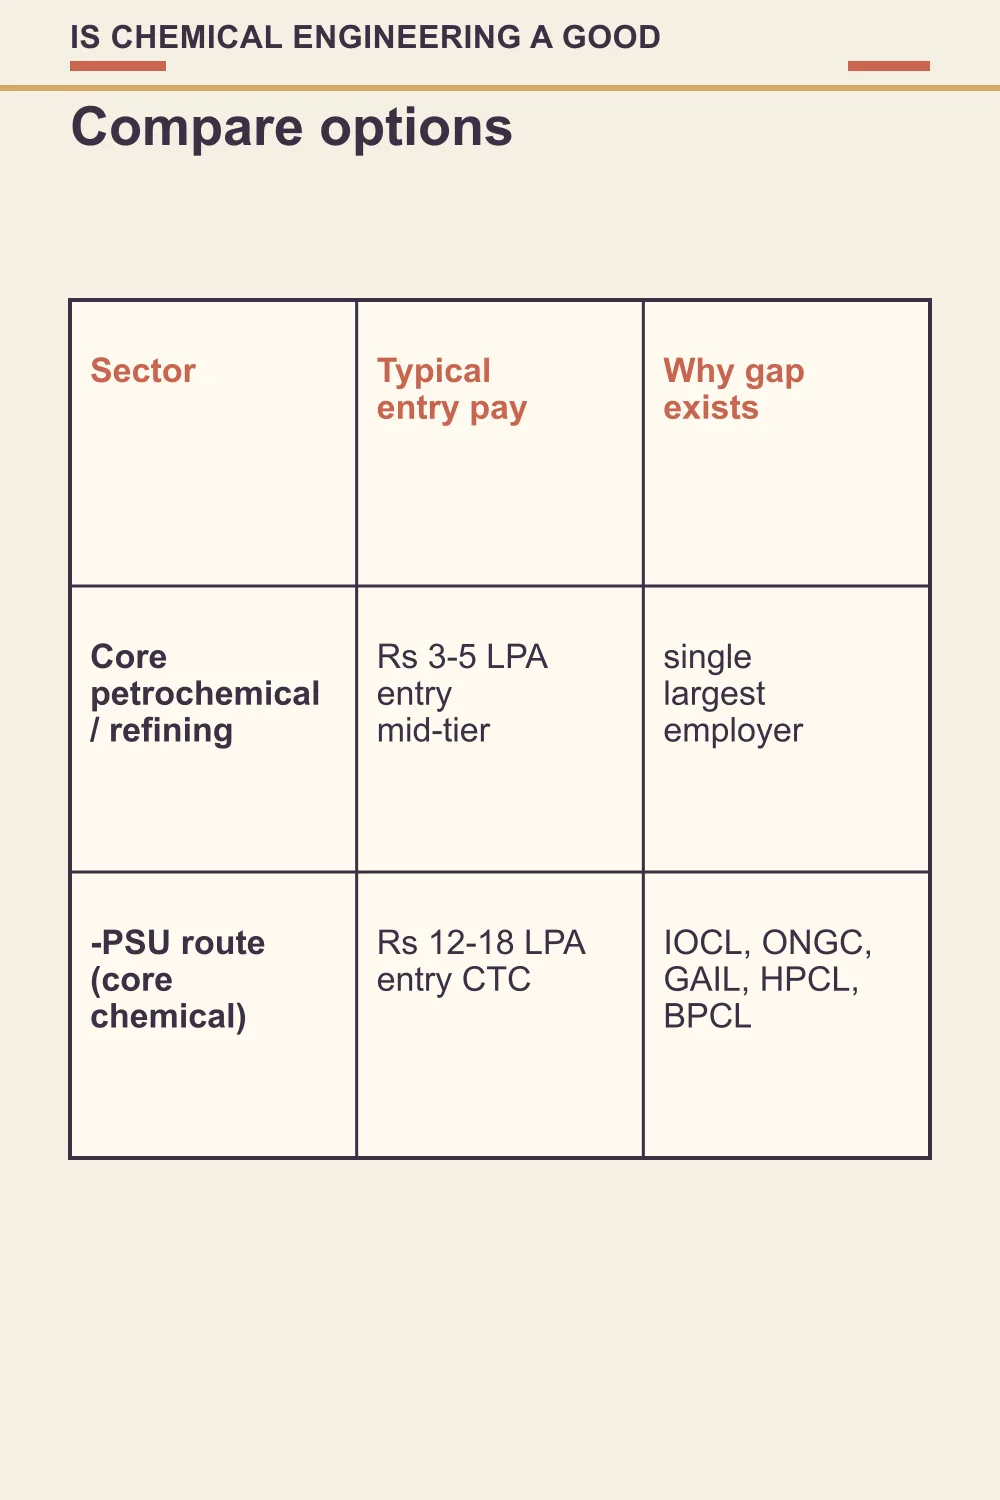 IS CHEMICAL ENGINEERING A GOOD
Compare options
Sector
Typical
entry pay
Why gap
exists
Core
petrochemical
/ refining
Rs 3-5 LPA
entry
mid-tier
single
largest
employer
-PSU route
(core
chemical)
Rs 12-18 LPA
entry CTC
IOCL, ONGC,
GAIL, HPCL,
BPCL